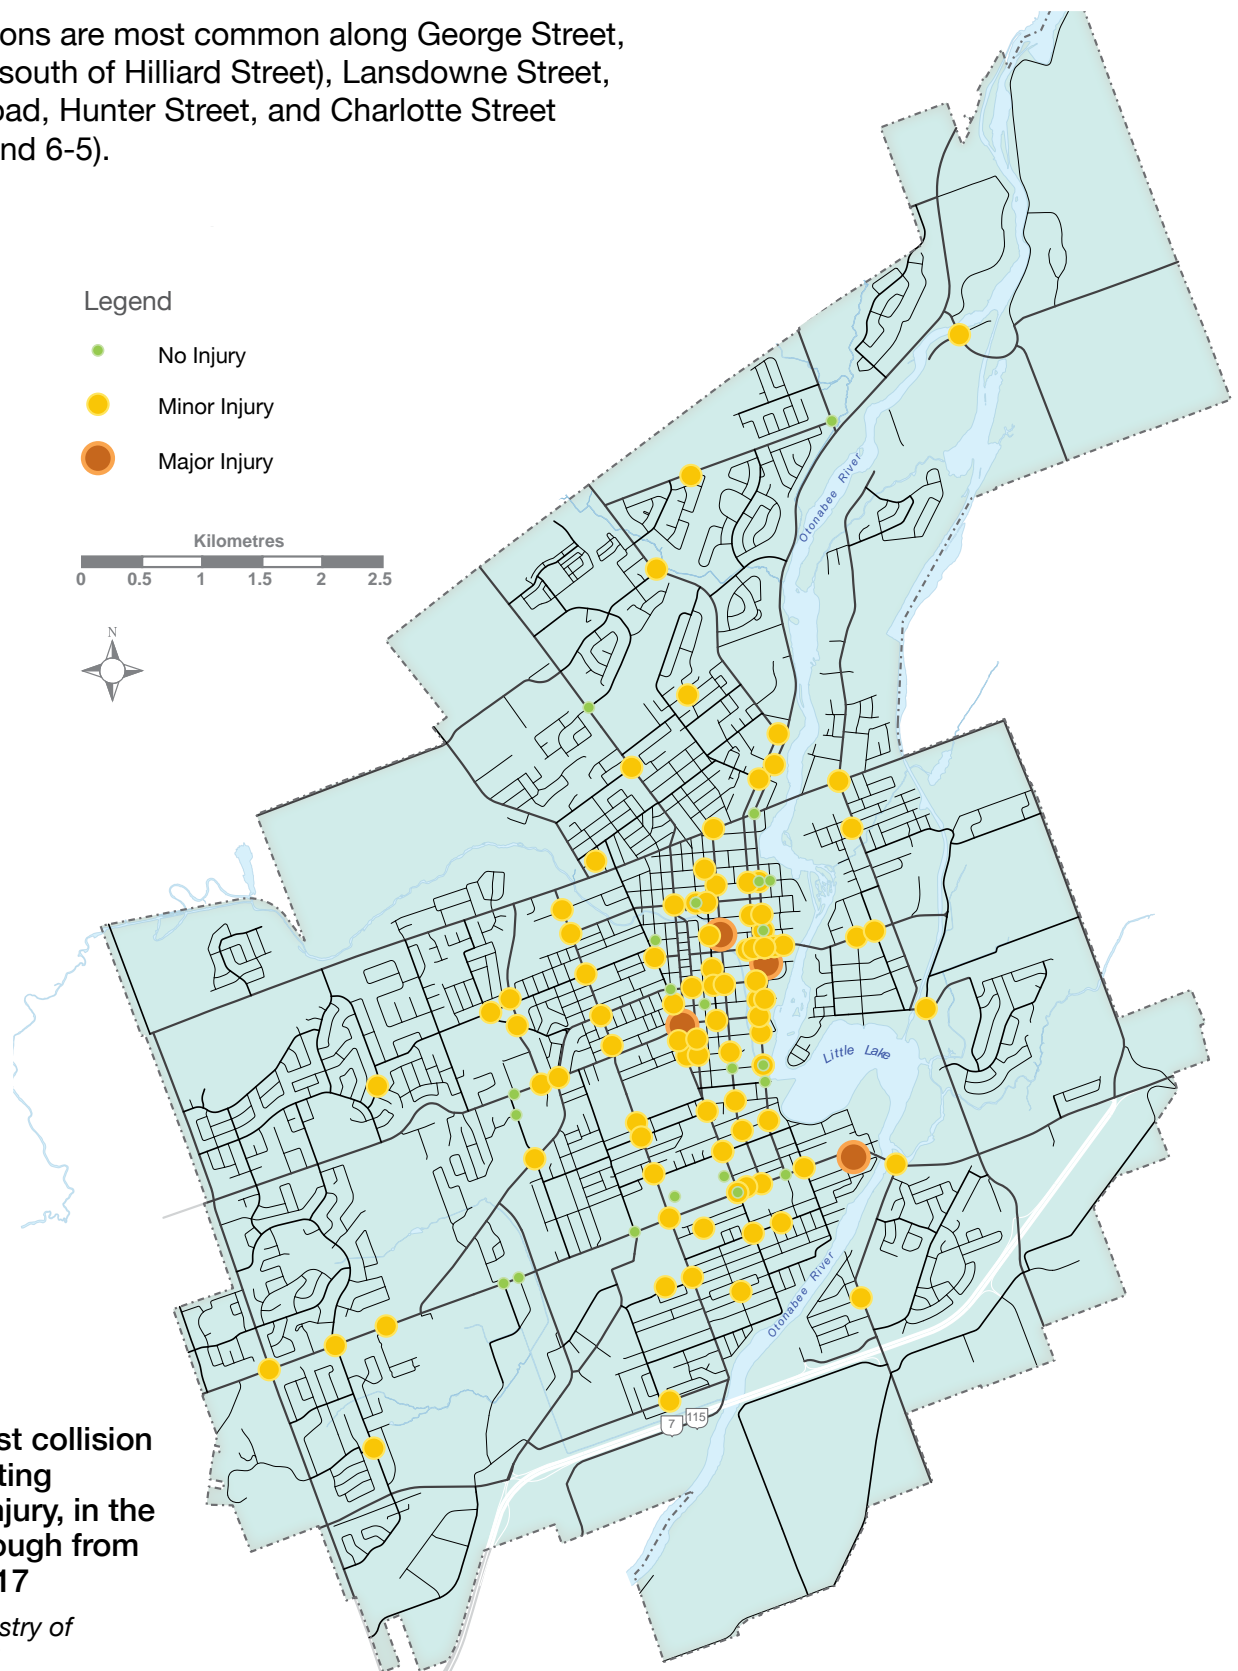 ons are most common along George Street,
south of Hilliard Street), Lansdowne Street,
oad, Hunter Street, and Charlotte Street
nd 6-5).
Legend
No Injury
Minor Injury
Major Injury
Kilometres
0 0.5 1 1.5 2 2.5
N
Otonabee River
Little Lake
Otonabee River
7 115
st collision
ting
njury, in the
ough from
17
stry of